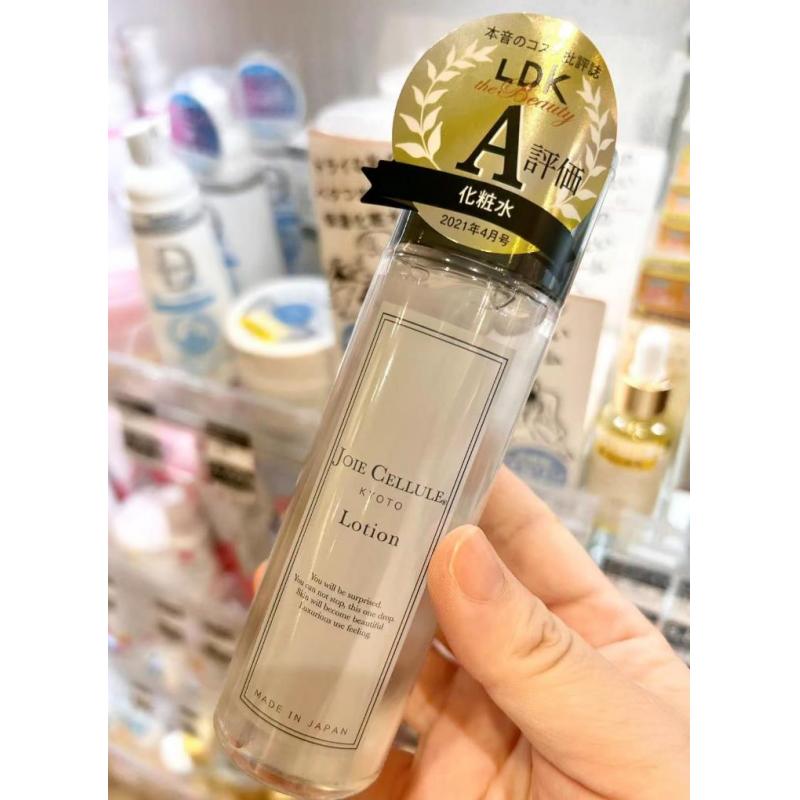 本音のコスメ批評誌
LDK
the Beauty
A評価
化粧水
2021年4月号
JOIE CELLULE®
KYOTO
Lotion
You will be surprised.
You can not stop, this one drop.
Skin will become beautiful
Luxurious use feeling.
MADE IN JAPAN